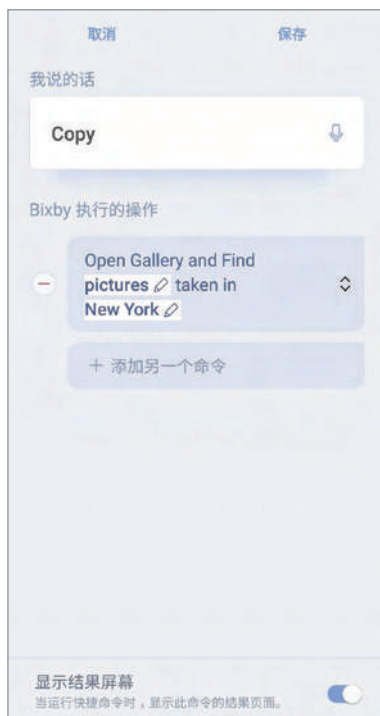 取消 保存
我说的话
Copy
Bixby 执行的操作
Open Gallery and Find
pictures taken in
New York
+ 添加另一个命令
显示结果屏幕
当运行快捷命令时，显示此命令的结果页面。